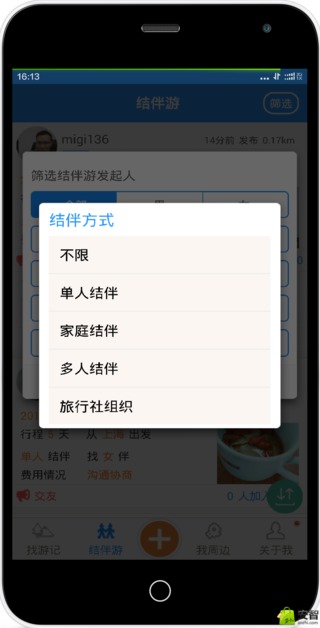 16:13
结伴游
筛选
migi136
14分前 发布 0.17km
筛选结伴游发起人
结伴方式
不限
单人结伴
家庭结伴
多人结伴
旅行社组织
行程 5 天 从 上海 出发
单人 结伴 找 女 伴
费用情况 沟通协商
交友
0 人加入
找游记
结伴游
我周边
关于我
安智